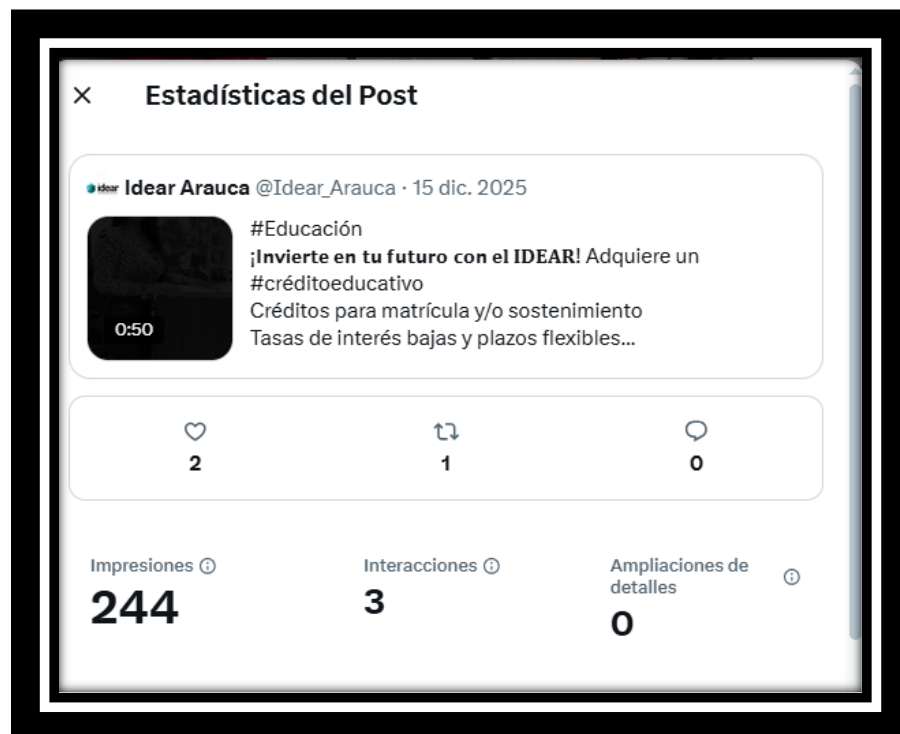 Estadísticas del Post
idear Idear Arauca @Idear_Arauca · 15 dic. 2025
#Educación
¡Invierte en tu futuro con el IDEAR! Adquiere un
#créditoeducativo
Créditos para matrícula y/o sostenimiento
Tasas de interés bajas y plazos flexibles...
0:50
2 1 0
Impresiones Interacciones Ampliaciones de
detalles
244 3 0